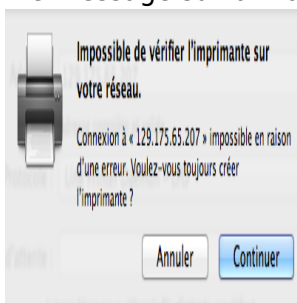 Impossible de vérifier l'imprimante sur
votre réseau.
Connexion à « 129.175.65.207 » impossible en raison
d'une erreur. Voulez-vous toujours créer
l'imprimante ?
Annuler
Continuer